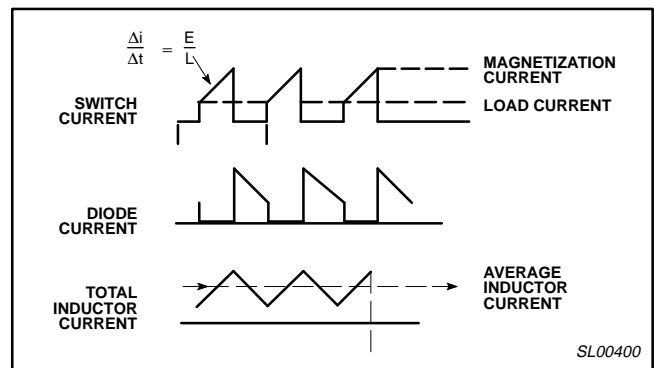 Δi
Δt
=
E
L
MAGNETIZATION
CURRENT
SWITCH
CURRENT
LOAD CURRENT
DIODE
CURRENT
AVERAGE
INDUCTOR
CURRENT
TOTAL
INDUCTOR
CURRENT
SL00400